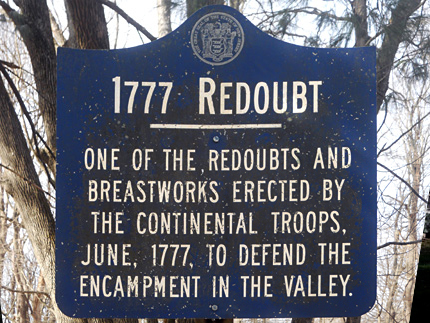 1777 REDOUBT
ONE OF THE REDOUBTS AND
BREASTWORKS ERECTED BY
THE CONTINENTAL TROOPS,
JUNE, 1777, TO DEFEND THE
ENCAMPMENT IN THE VALLEY.